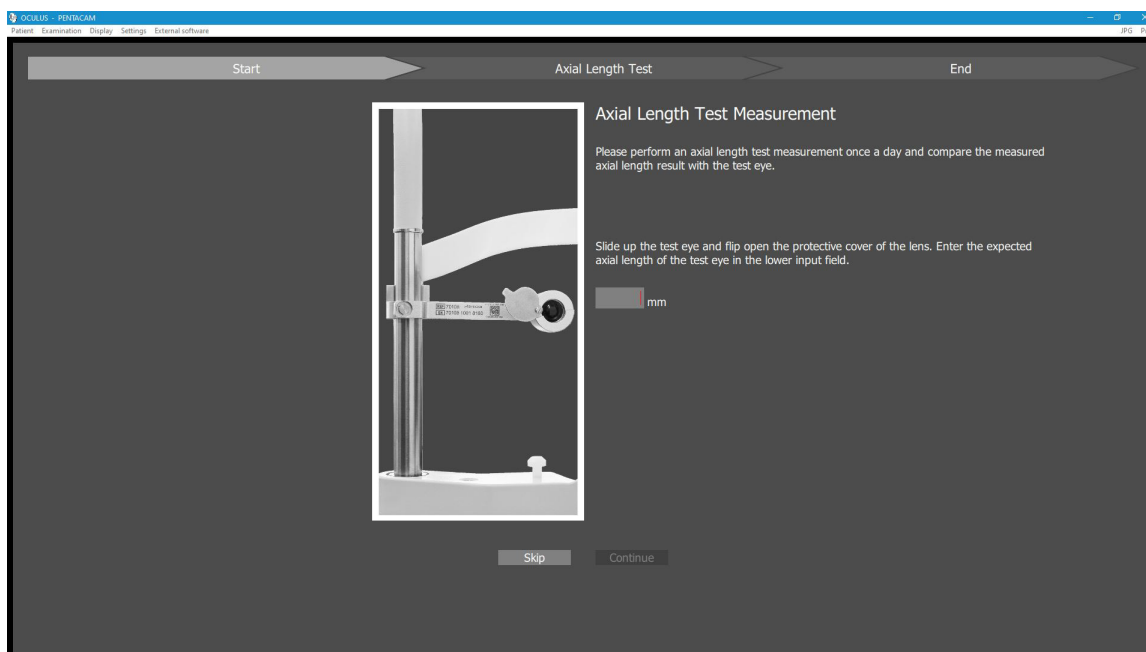 OCULUS - PENTACAM
Patient Examination Display Settings External software
JPG
Start
Axial Length Test
End
Axial Length Test Measurement
Please perform an axial length test measurement once a day and compare the measured
axial length result with the test eye.
Slide up the test eye and flip open the protective cover of the lens. Enter the expected
axial length of the test eye in the lower input field.
mm
70100
Skip
Continue